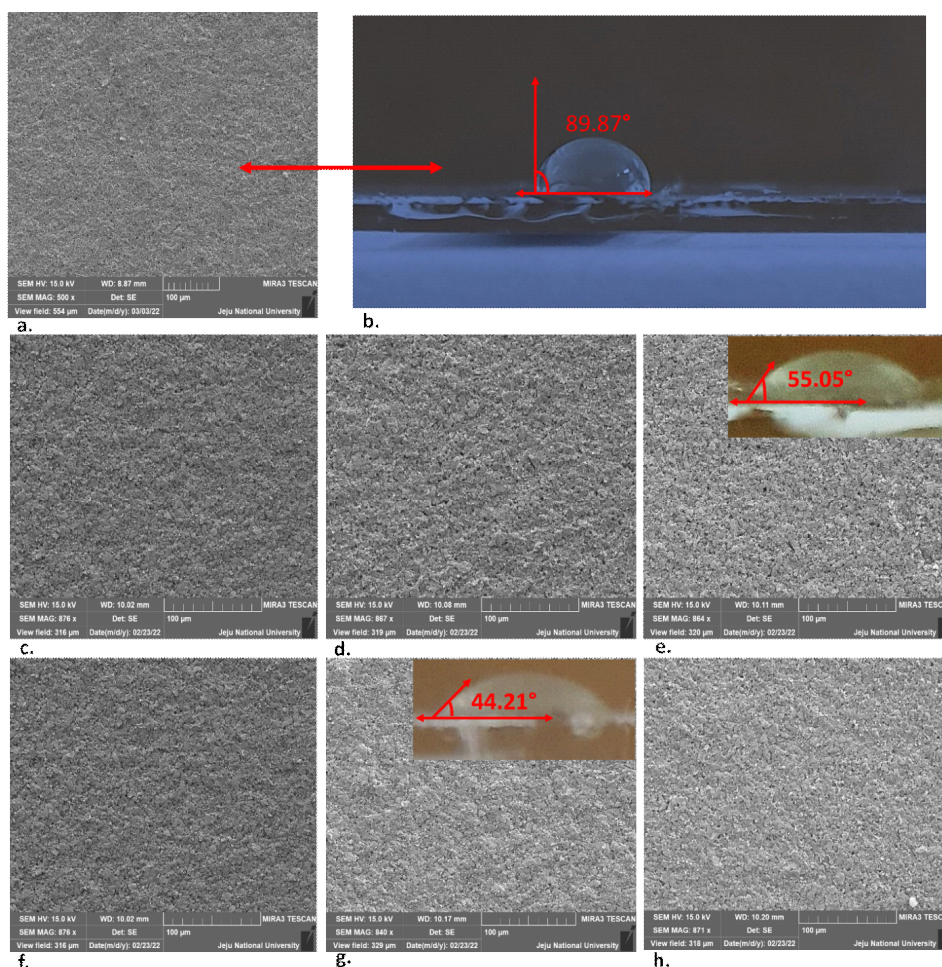 SEM HV: 15.0 kV WD: 8.87 mm MIRA3 TESCAN
SEM MAG: 500 x Det: SE 100 µm
View field: 554 µm Date(m/d/y): 03/03/22 Jeju National University
a.
89.87°
b.
SEM HV: 15.0 kV WD: 10.02 mm MIRA3 TESCAN
SEM MAG: 876 x Det: SE 100 µm
View field: 316 µm Date(m/d/y): 02/23/22 Jeju National University
c.
SEM HV: 15.0 kV WD: 10.08 mm MIRA3 TESCAN
SEM MAG: 867 x Det: SE 100 µm
View field: 319 µm Date(m/d/y): 02/23/22 Jeju National University
d.
55.05°
SEM HV: 15.0 kV WD: 10.11 mm MIRA3 TESCAN
SEM MAG: 864 x Det: SE 100 µm
View field: 320 µm Date(m/d/y): 02/23/22 Jeju National University
e.
SEM HV: 15.0 kV WD: 10.02 mm MIRA3 TESCAN
SEM MAG: 876 x Det: SE 100 µm
View field: 316 µm Date(m/d/y): 02/23/22 Jeju National University
f.
44.21°
SEM HV: 15.0 kV WD: 10.17 mm MIRA3 TESCAN
SEM MAG: 840 x Det: SE 100 µm
View field: 329 µm Date(m/d/y): 02/23/22 Jeju National University
g.
SEM HV: 15.0 kV WD: 10.20 mm MIRA3 TESCAN
SEM MAG: 871 x Det: SE 100 µm
View field: 318 µm Date(m/d/y): 02/23/22 Jeju National University
h.